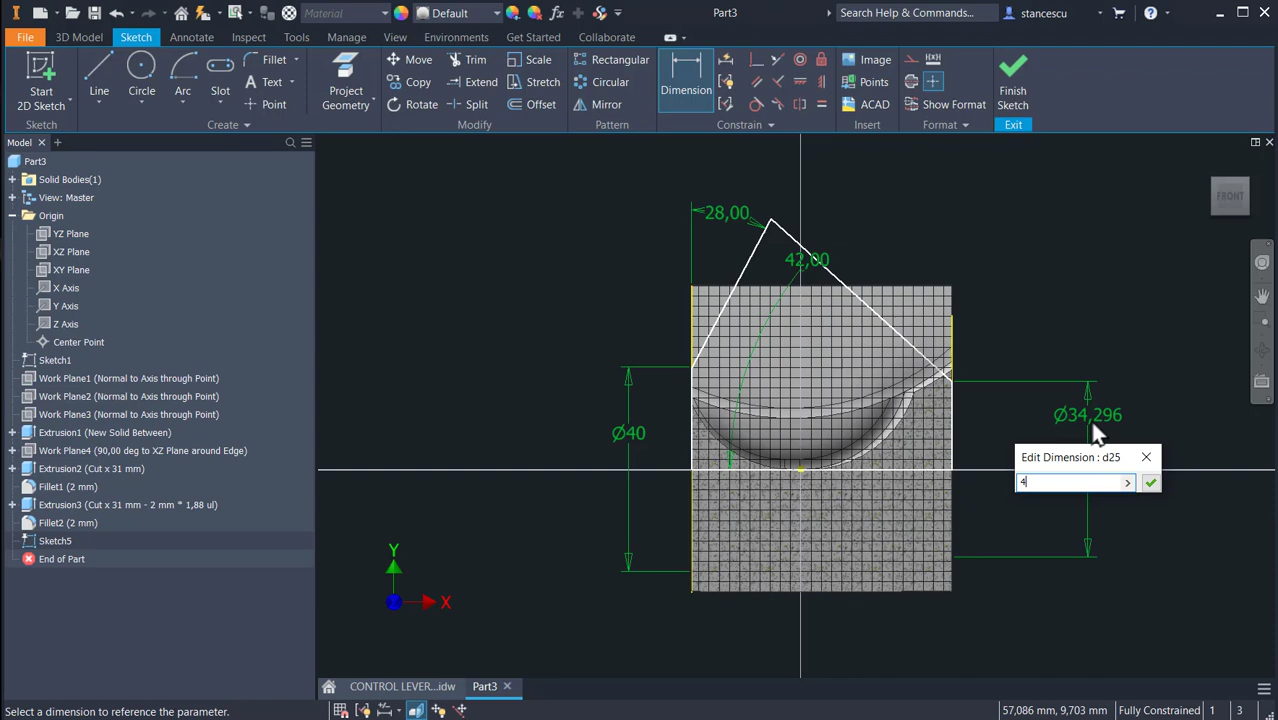 Material
Default
Part3
Search Help & Commands...
stancescu
File
3D Model
Sketch
Annotate
Inspect
Tools
Manage
View
Environments
Get Started
Collaborate
Start
2D Sketch
Line
Circle
Arc
Slot
Fillet
Text
Point
Project
Geometry
Move
Copy
Rotate
Trim
Extend
Split
Scale
Stretch
Offset
Rectangular
Circular
Mirror
Dimension
Image
Points
ACAD
Show Format
Finish
Sketch
Sketch
Create
Modify
Pattern
Constrain
Insert
Format
Exit
Model
Part3
Solid Bodies(1)
View: Master
Origin
YZ Plane
XZ Plane
XY Plane
X Axis
Y Axis
Z Axis
Center Point
Sketch1
Work Plane1 (Normal to Axis through Point)
Work Plane2 (Normal to Axis through Point)
Work Plane3 (Normal to Axis through Point)
Extrusion1 (New Solid Between)
Work Plane4 (90,00 deg to XZ Plane around Edge)
Extrusion2 (Cut x 31 mm)
Fillet1 (2 mm)
Extrusion3 (Cut x 31 mm - 2 mm * 1,88 ul)
Fillet2 (2 mm)
Sketch5
End of Part
28,00
42,00
Ø40
Ø34,296
FRONT
Edit Dimension : d25
4
Y
X
CONTROL LEVER...idw
Part3
Select a dimension to reference the parameter.
57,086 mm, 9,703 mm
Fully Constrained
1
3